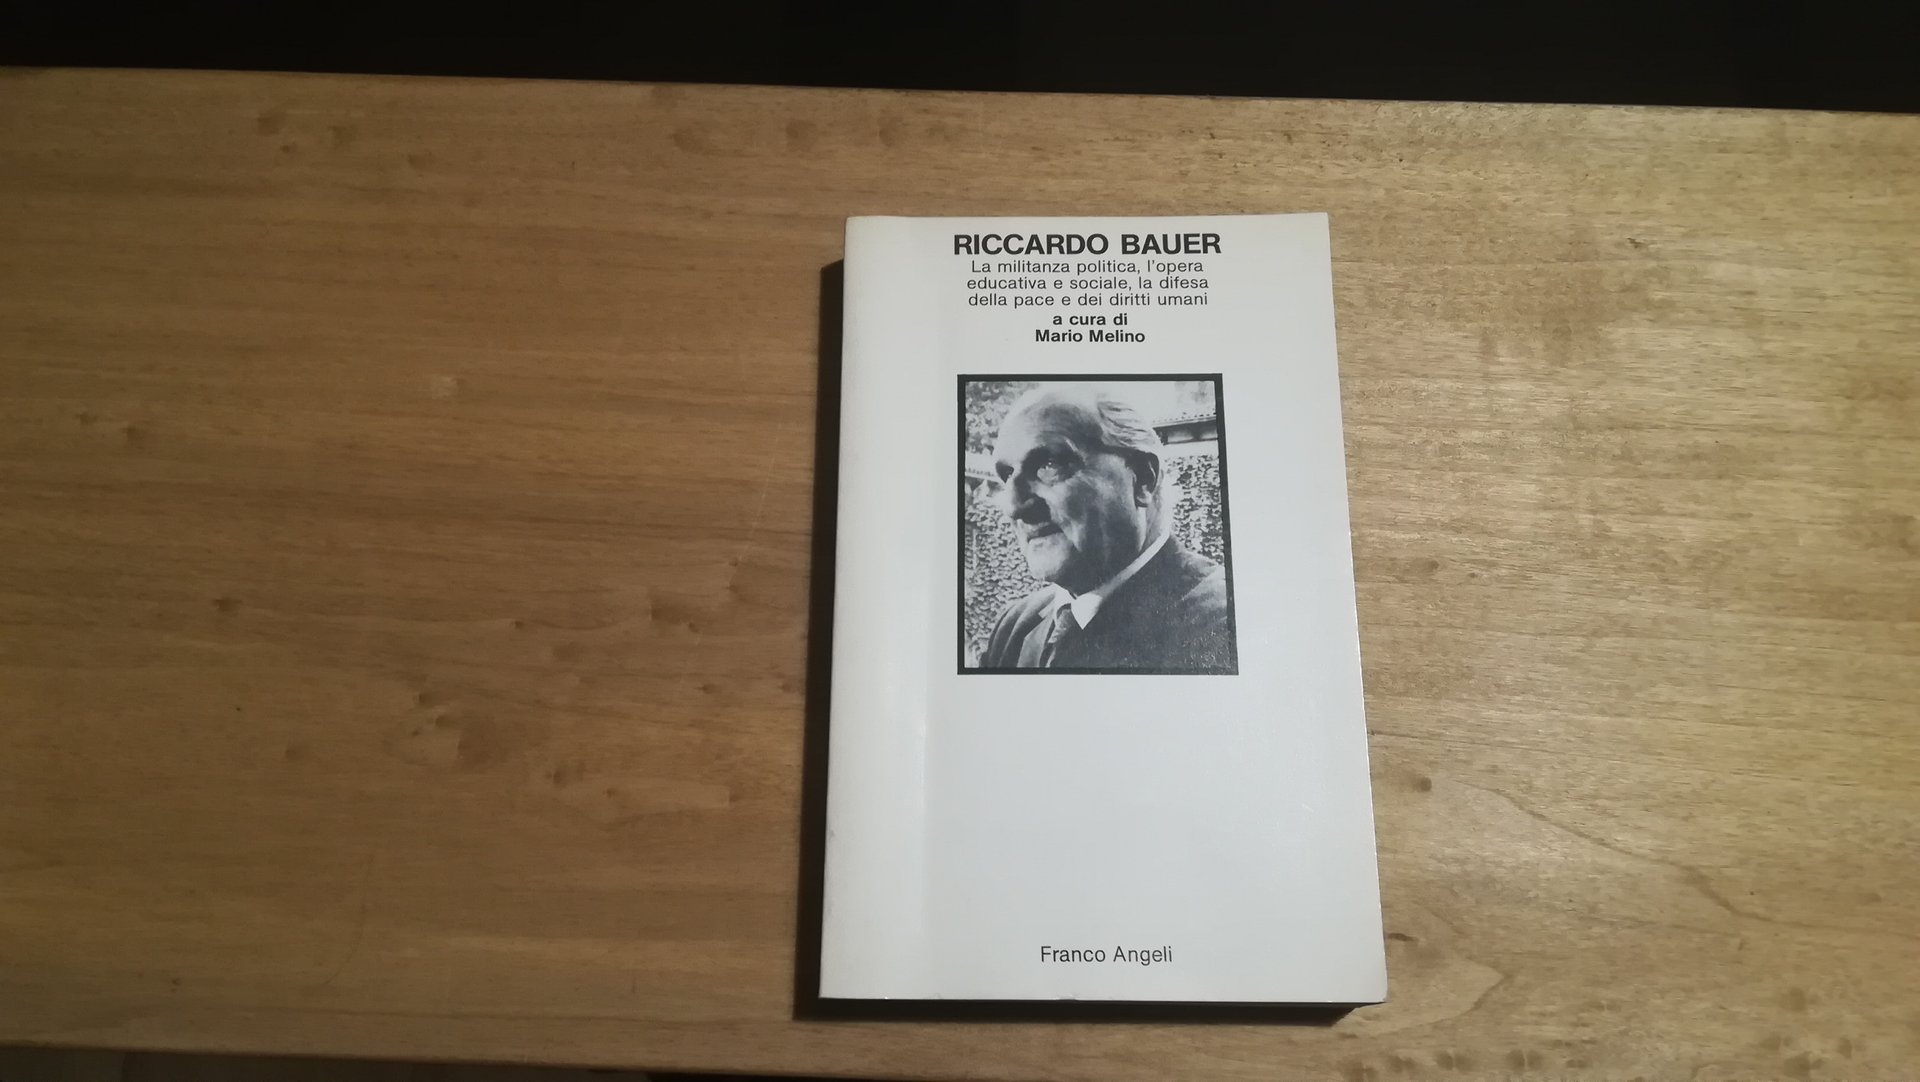 RICCARDO BAUER
La militanza politica, l'opera
educativa e sociale, la difesa
della pace e dei diritti umani
a cura di
Mario Melino
Franco Angeli